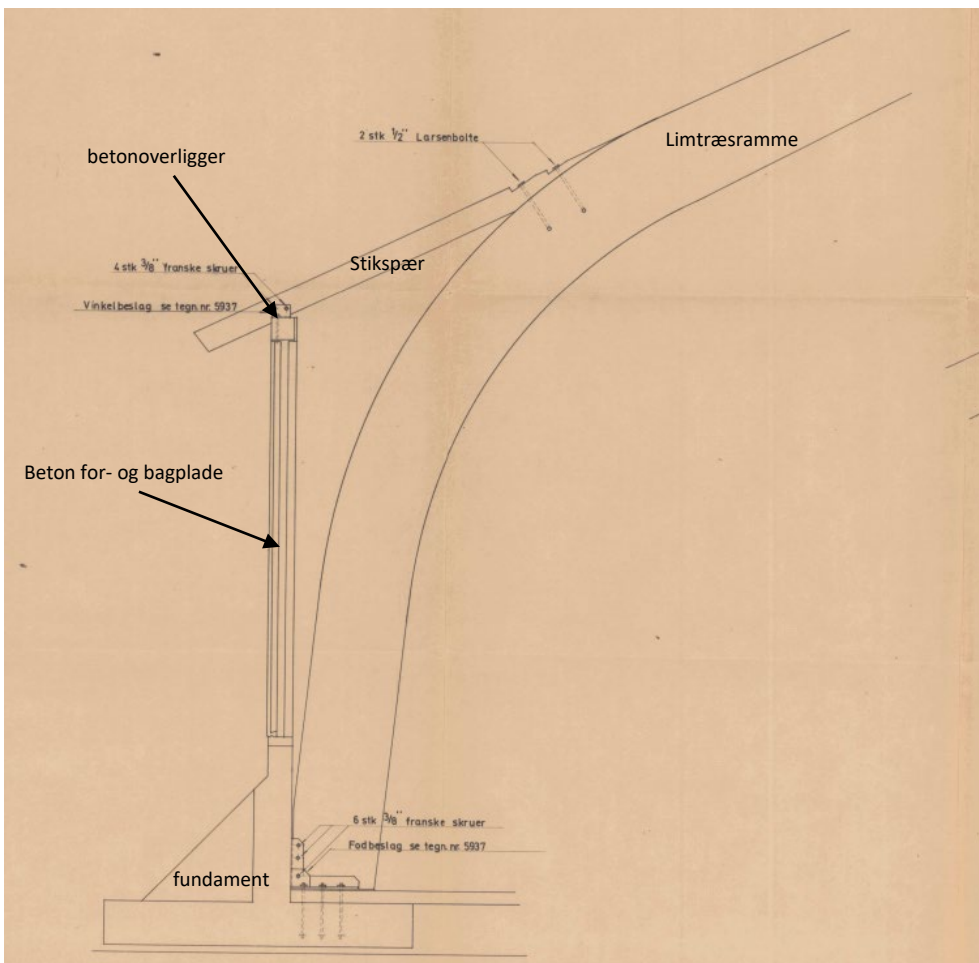 2 stk 1/2" Larsenbolte
Limtræsramme
betonoverligger
4 stk 3/8" franske skruer
Stikspær
Vinkelbeslag se tegn.nr. 5937
Beton for- og bagplade
6 stk 3/8" franske skruer
Fodbeslag se tegn.nr. 5937
fundament